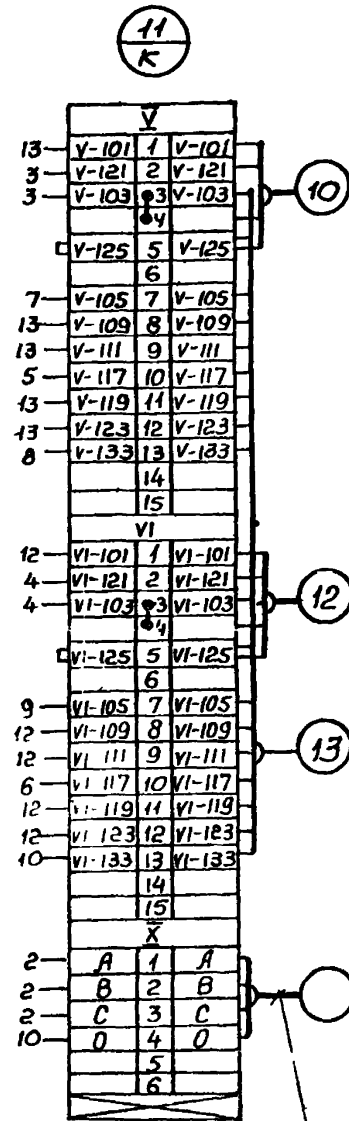 11
K
V
13 V-101 1 V-101
3 V-121 2 V-121
3 V-103 3 V-103
4
10
V-125 5 V-125
6
7 V-105 7 V-105
13 V-109 8 V-109
13 V-111 9 V-111
5 V-117 10 V-117
13 V-119 11 V-119
13 V-123 12 V-123
8 V-133 13 V-133
14
15
VI
12 VI-101 1 VI-101
4 VI-121 2 VI-121
4 VI-103 3 VI-103
4
12
VI-125 5 VI-125
6
9 VI-105 7 VI-105
12 VI-109 8 VI-109
12 VI 111 9 VI-111
13
6 VI 117 10 VI-117
12 VI-119 11 VI-119
12 VI 123 12 VI-123
10 VI-133 13 VI-133
14
15
X
2 A 1 A
2 B 2 B
2 C 3 C
10 O 4 O
5
6